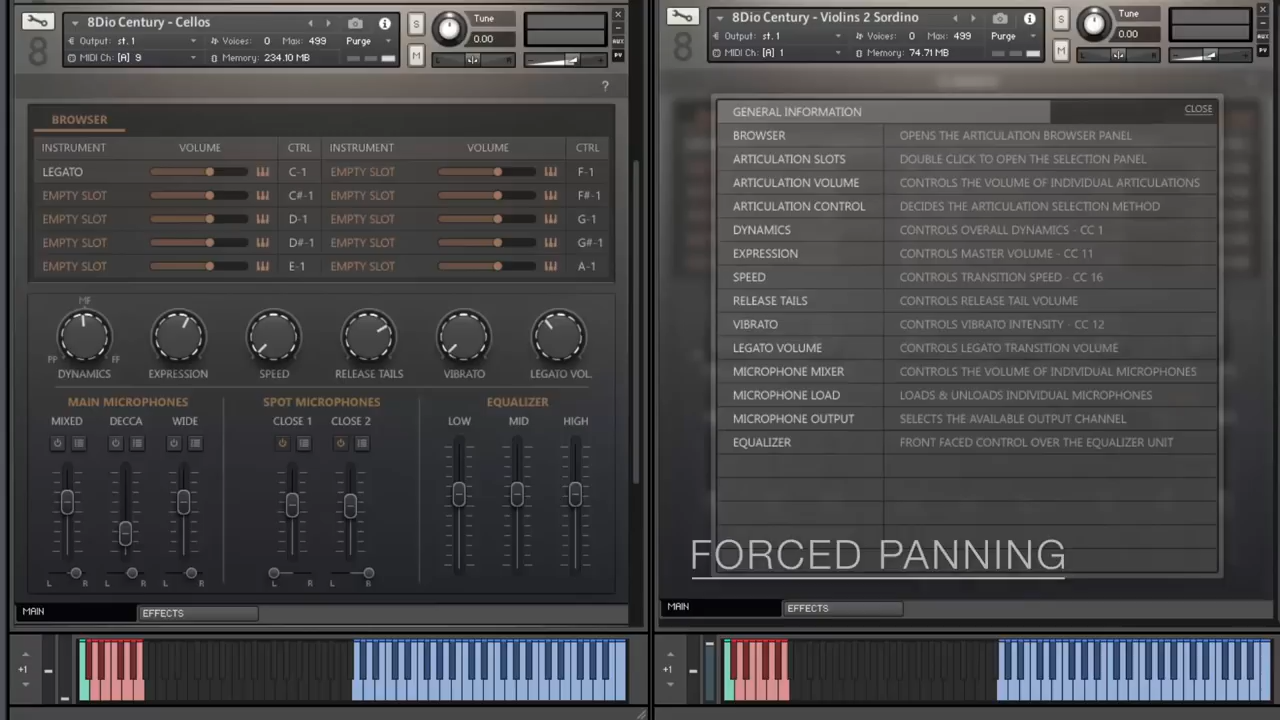 8Dio Century - Cellos
Output: st.1 Voices: 0 Max: 499 Purge
MIDI Ch: [A] 9 Memory: 234.10 MB
S
M
Tune
0.00
L R
AUX
PV
?
BROWSER
INSTRUMENT VOLUME CTRL INSTRUMENT VOLUME CTRL
LEGATO C-1 EMPTY SLOT F-1
EMPTY SLOT C#-1 EMPTY SLOT F#-1
EMPTY SLOT D-1 EMPTY SLOT G-1
EMPTY SLOT D#-1 EMPTY SLOT G#-1
EMPTY SLOT E-1 EMPTY SLOT A-1
MF
PP FF
DYNAMICS EXPRESSION SPEED RELEASE TAILS VIBRATO LEGATO VOL.
MAIN MICROPHONES SPOT MICROPHONES EQUALIZER
MIXED DECCA WIDE CLOSE 1 CLOSE 2 LOW MID HIGH
L R L R L R L R L R
MAIN EFFECTS
+1
8Dio Century - Violins 2 Sordino
Output: st.1 Voices: 0 Max: 499 Purge
MIDI Ch: [A] 1 Memory: 74.71 MB
S
M
Tune
0.00
L R
AUX
PV
GENERAL INFORMATION CLOSE
BROWSER OPENS THE ARTICULATION BROWSER PANEL
ARTICULATION SLOTS DOUBLE CLICK TO OPEN THE SELECTION PANEL
ARTICULATION VOLUME CONTROLS THE VOLUME OF INDIVIDUAL ARTICULATIONS
ARTICULATION CONTROL DECIDES THE ARTICULATION SELECTION METHOD
DYNAMICS CONTROLS OVERALL DYNAMICS - CC 1
EXPRESSION CONTROLS MASTER VOLUME - CC 11
SPEED CONTROLS TRANSITION SPEED - CC 16
RELEASE TAILS CONTROLS RELEASE TAIL VOLUME
VIBRATO CONTROLS VIBRATO INTENSITY - CC 12
LEGATO VOLUME CONTROLS LEGATO TRANSITION VOLUME
MICROPHONE MIXER CONTROLS THE VOLUME OF INDIVIDUAL MICROPHONES
MICROPHONE LOAD LOADS & UNLOADS INDIVIDUAL MICROPHONES
MICROPHONE OUTPUT SELECTS THE AVAILABLE OUTPUT CHANNEL
EQUALIZER FRONT FACED CONTROL OVER THE EQUALIZER UNIT
FORCED PANNING
MAIN EFFECTS
+1